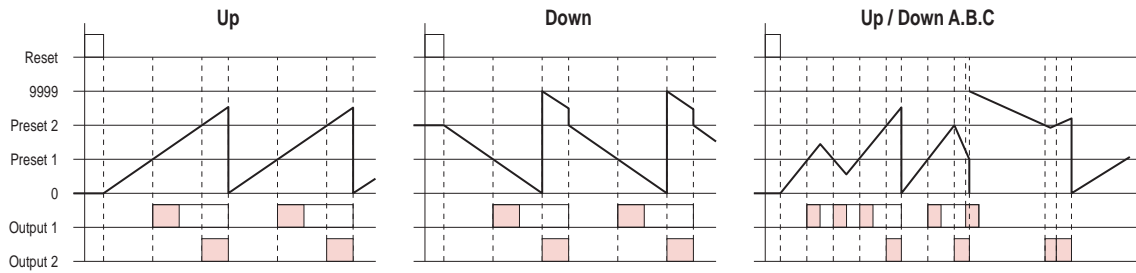 Up
Down
Up / Down A.B.C
Reset
9999
Preset 2
Preset 1
0
Output 1
Output 2